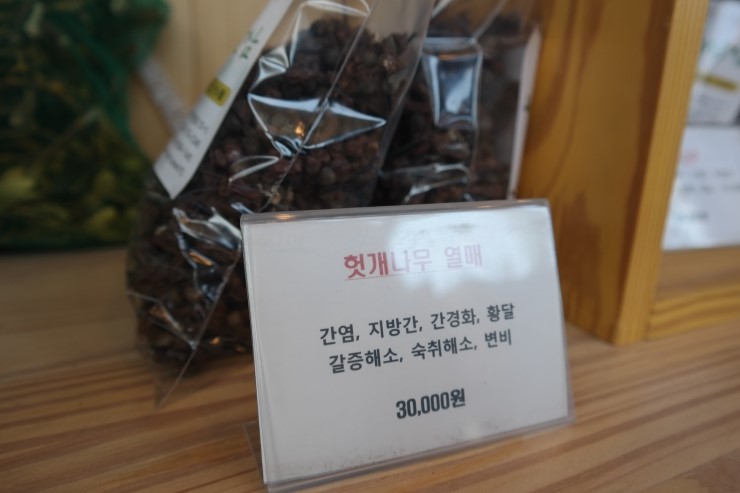 헛개나무 열매
간염, 지방간, 간경화, 황달
갈증해소, 숙취해소, 변비
30,000원